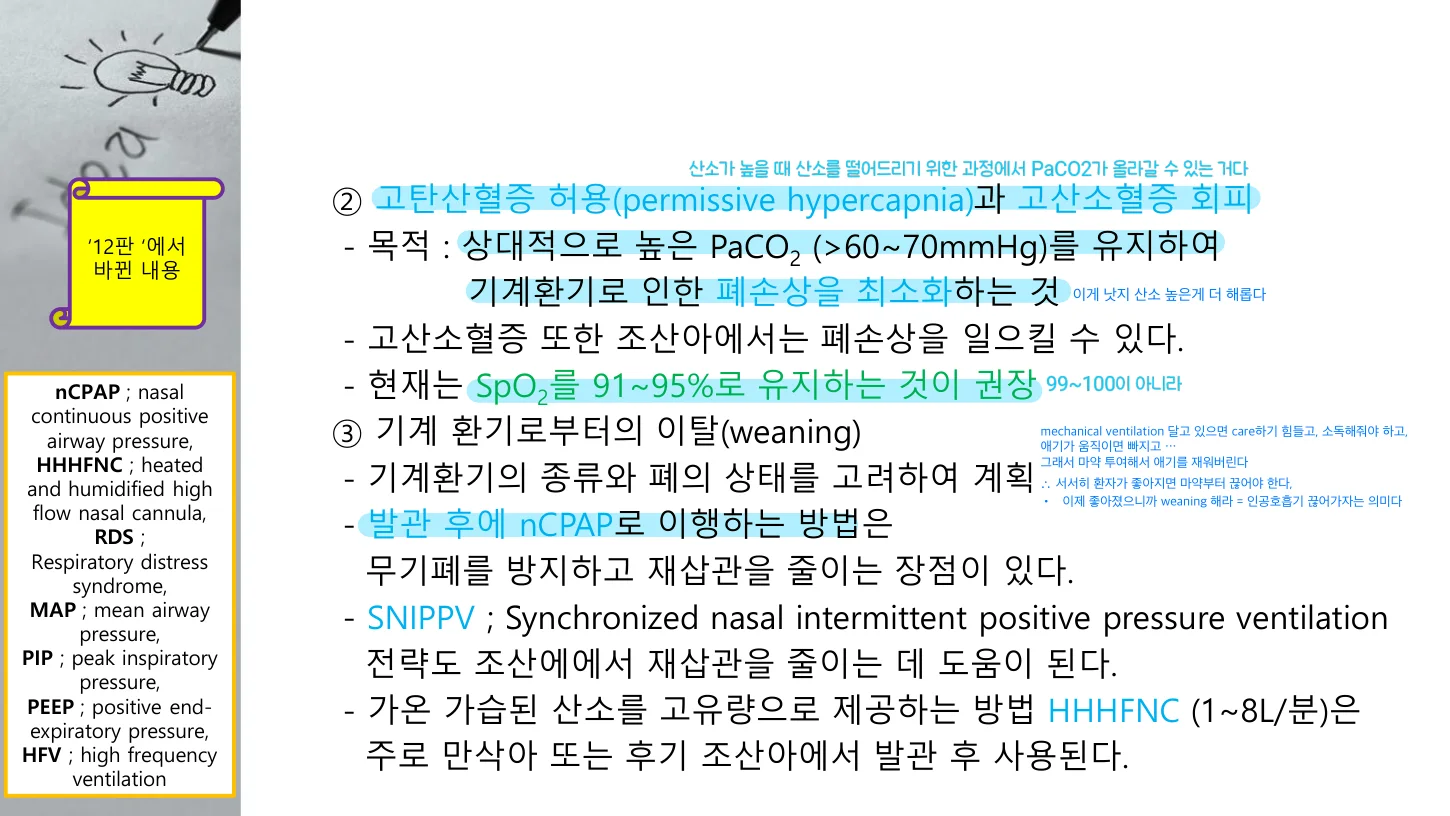 '12판 '에서
바뀐 내용
nCPAP ; nasal
continuous positive
airway pressure,
HHHFNC ; heated
and humidified high
flow nasal cannula,
RDS ;
Respiratory distress
syndrome,
MAP ; mean airway
pressure,
PIP ; peak inspiratory
pressure,
PEEP ; positive end-
expiratory pressure,
HFV ; high frequency
ventilation
산소가 높을 때 산소를 떨어드리기 위한 과정에서 PaCO2가 올라갈 수 있는 거다
② 고탄산혈증 허용(permissive hypercapnia)과 고산소혈증 회피
- 목적 : 상대적으로 높은 PaCO₂ (>60~70mmHg)를 유지하여
기계환기로 인한 폐손상을 최소화하는 것 이게 낫지 산소 높은게 더 해롭다
- 고산소혈증 또한 조산아에서는 폐손상을 일으킬 수 있다.
- 현재는 SpO₂를 91~95%로 유지하는 것이 권장 99~100이 아니라
③ 기계 환기로부터의 이탈(weaning)
mechanical ventilation 달고 있으면 care하기 힘들고, 소독해줘야 하고,
애기가 움직이면 빠지고 …
그래서 마약 투여해서 애기를 재워버린다
∴ 서서히 환자가 좋아지면 마약부터 끊어야 한다,
• 이제 좋아졌으니까 weaning 해라 = 인공호흡기 끊어가자는 의미다
- 기계환기의 종류와 폐의 상태를 고려하여 계획
- 발관 후에 nCPAP로 이행하는 방법은
무기폐를 방지하고 재삽관을 줄이는 장점이 있다.
- SNIPPV ; Synchronized nasal intermittent positive pressure ventilation
전략도 조산에에서 재삽관을 줄이는 데 도움이 된다.
- 가온 가습된 산소를 고유량으로 제공하는 방법 HHHFNC (1~8L/분)은
주로 만삭아 또는 후기 조산아에서 발관 후 사용된다.